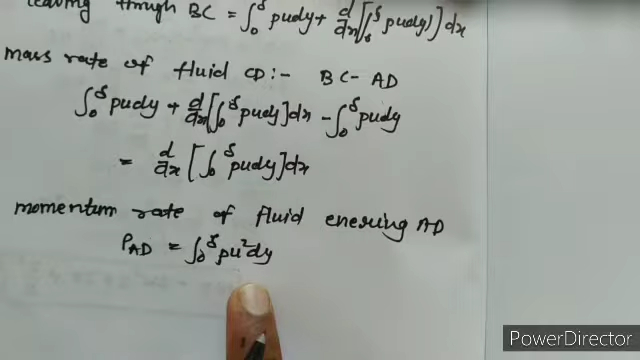 leaving though BC = ∫₀^δ ρudy + d/dx[∫₀^δ ρudy)]dx
mass rate of fluid CD :- BC - AD
∫₀^δ ρudy + d/dx[∫₀^δ ρudy]dx - ∫₀^δ ρudy
= d/dx [∫₀^δ ρudy]dx
momentum rate of fluid enering AD
P_AD = ∫₀^δ ρu²dy
PowerDirector